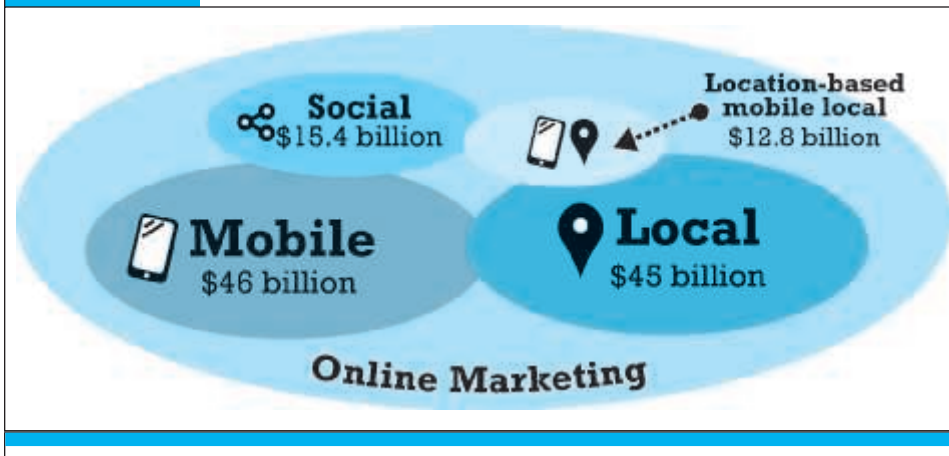 Social
$15.4 billion
Location-based
mobile local
$12.8 billion
Mobile
$46 billion
Local
$45 billion
Online Marketing